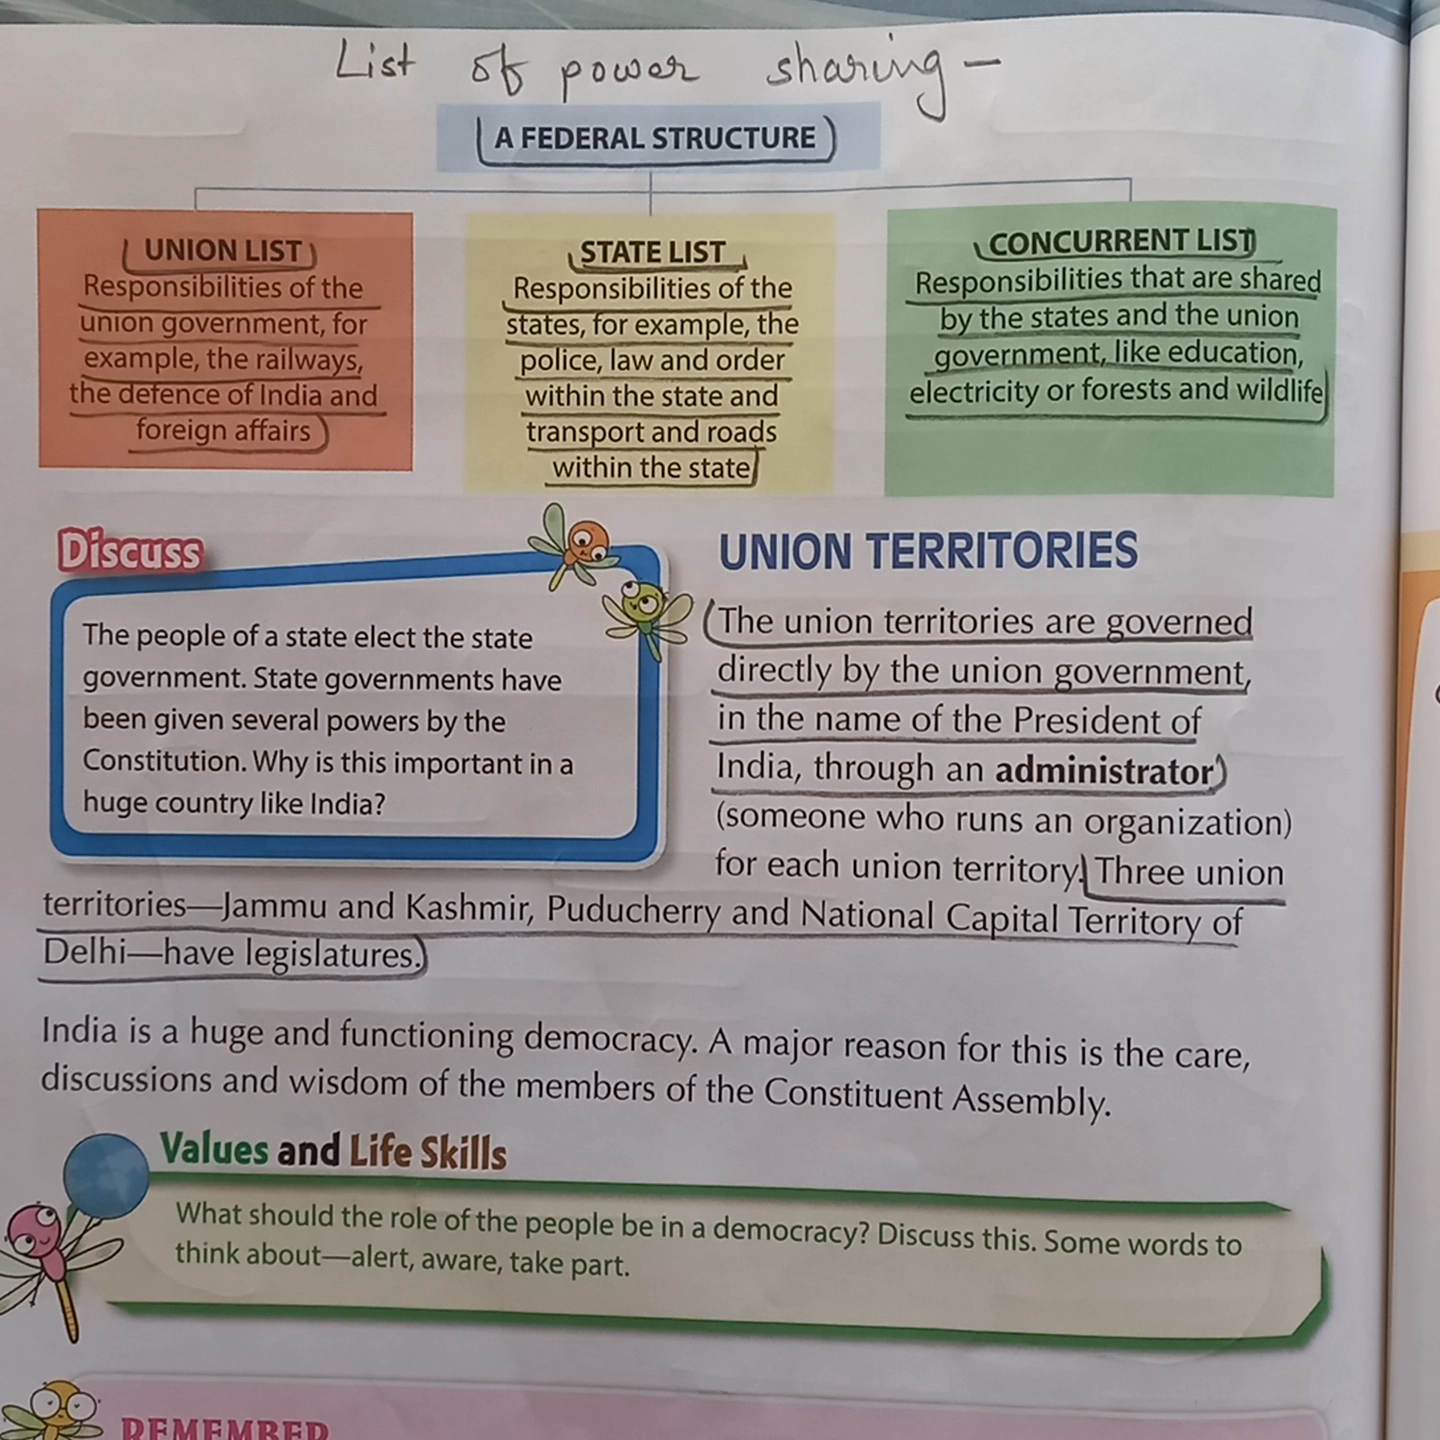 List of power sharing –
A FEDERAL STRUCTURE
UNION LIST
Responsibilities of the
union government, for
example, the railways,
the defence of India and
foreign affairs
STATE LIST
Responsibilities of the
states, for example, the
police, law and order
within the state and
transport and roads
within the state
CONCURRENT LIST
Responsibilities that are shared
by the states and the union
government, like education,
electricity or forests and wildlife
Discuss
The people of a state elect the state
government. State governments have
been given several powers by the
Constitution. Why is this important in a
huge country like India?
UNION TERRITORIES
The union territories are governed
directly by the union government,
in the name of the President of
India, through an administrator
(someone who runs an organization)
for each union territory. Three union
territories—Jammu and Kashmir, Puducherry and National Capital Territory of
Delhi—have legislatures.
India is a huge and functioning democracy. A major reason for this is the care,
discussions and wisdom of the members of the Constituent Assembly.
Values and Life Skills
What should the role of the people be in a democracy? Discuss this. Some words to
think about—alert, aware, take part.
REMEMBER